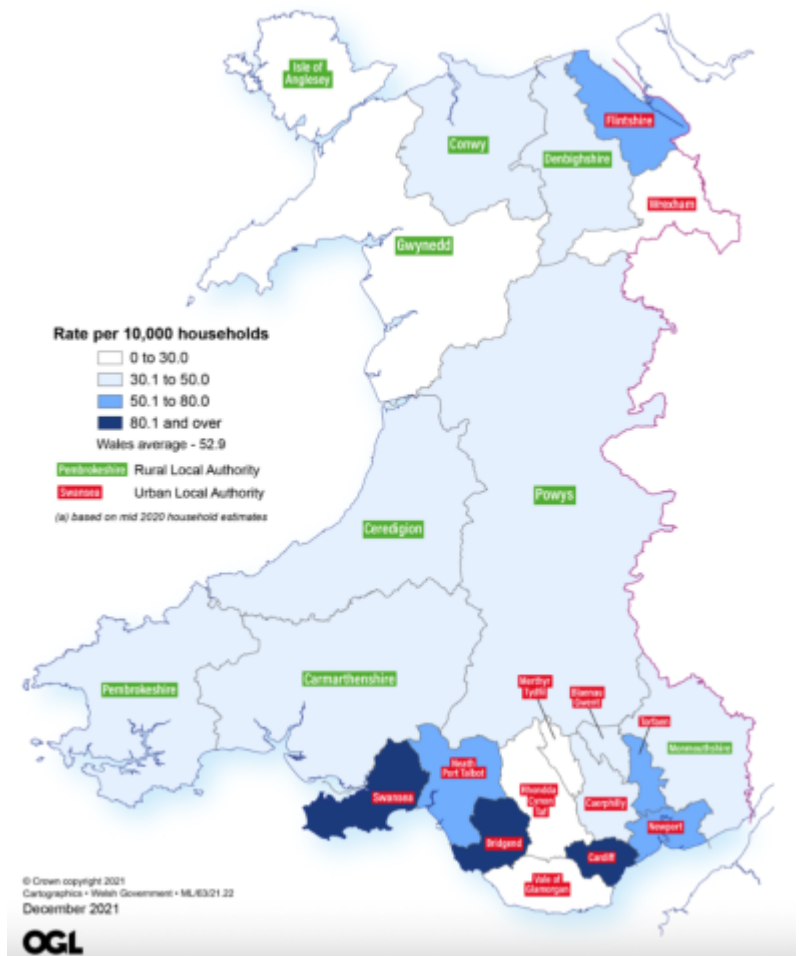 Isle of
Anglesey
Flintshire
Conwy
Denbighshire
Wrexham
Gwynedd
Rate per 10,000 households
0 to 30.0
30.1 to 50.0
50.1 to 80.0
80.1 and over
Wales average - 52.9
Pembrokeshire Rural Local Authority
Swansea Urban Local Authority
(a) based on mid 2020 household estimates
Powys
Ceredigion
Carmarthenshire
Pembrokeshire
Merthyr
Tydfil
Blaenau
Gwent
Torfaen
Monmouthshire
Neath
Port Talbot
Swansea
Rhondda
Cynon
Taf
Caerphilly
Newport
Bridgend
Cardiff
Vale of
Glamorgan
© Crown copyright 2021
Cartographics • Welsh Government • ML/63/21.22
December 2021
OGL